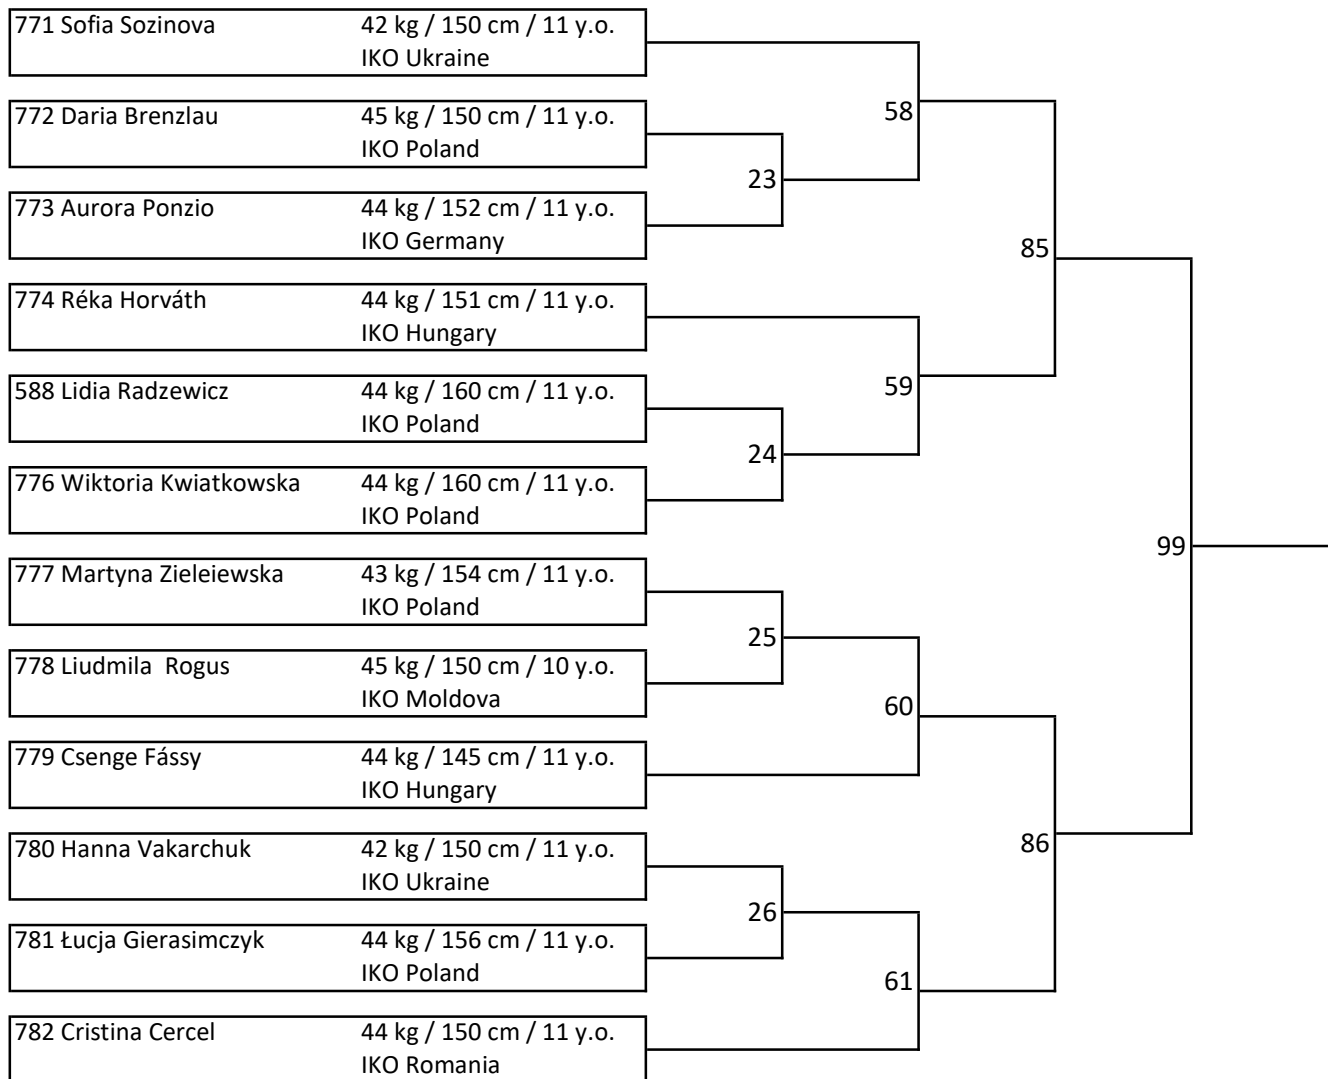 771 Sofia Sozinova 42 kg / 150 cm / 11 y.o.
IKO Ukraine
58
772 Daria Brenzlau 45 kg / 150 cm / 11 y.o.
IKO Poland
23
773 Aurora Ponzio 44 kg / 152 cm / 11 y.o.
IKO Germany
85
774 Réka Horváth 44 kg / 151 cm / 11 y.o.
IKO Hungary
59
588 Lidia Radzewicz 44 kg / 160 cm / 11 y.o.
IKO Poland
24
776 Wiktoria Kwiatkowska 44 kg / 160 cm / 11 y.o.
IKO Poland
99
777 Martyna Zieleiewska 43 kg / 154 cm / 11 y.o.
IKO Poland
25
778 Liudmila  Rogus 45 kg / 150 cm / 10 y.o.
IKO Moldova
60
779 Csenge Fássy 44 kg / 145 cm / 11 y.o.
IKO Hungary
86
780 Hanna Vakarchuk 42 kg / 150 cm / 11 y.o.
IKO Ukraine
26
781 Łucja Gierasimczyk 44 kg / 156 cm / 11 y.o.
IKO Poland
61
782 Cristina Cercel 44 kg / 150 cm / 11 y.o.
IKO Romania